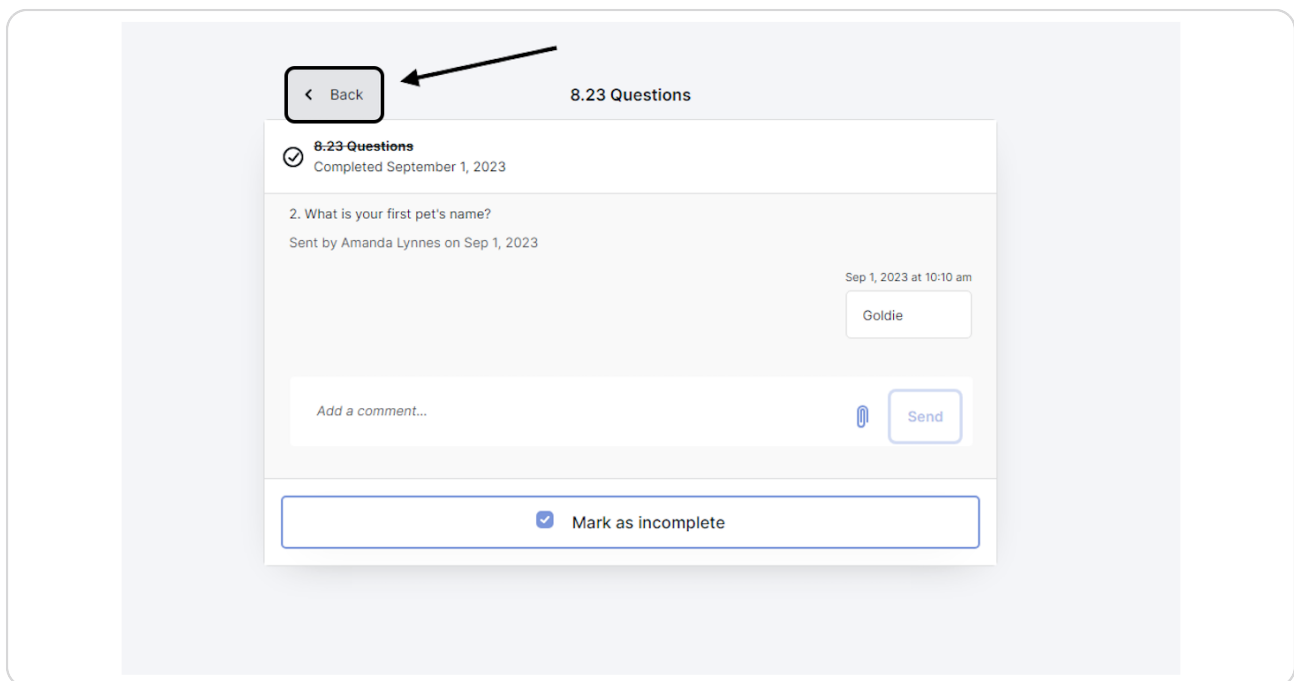 Back
8.23 Questions
8.23 Questions
Completed September 1, 2023
2. What is your first pet's name?
Sent by Amanda Lynnes on Sep 1, 2023
Sep 1, 2023 at 10:10 am
Goldie
Add a comment...
Send
Mark as incomplete